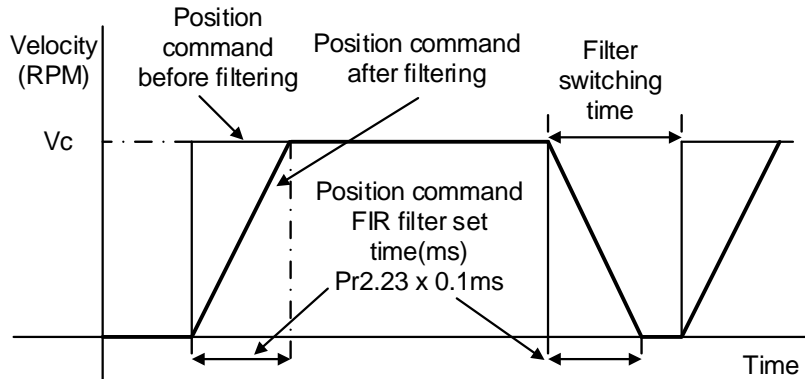 Position
command
before filtering
Velocity
(RPM)
Position command
after filtering
Filter
switching
time
Vc
Position command
FIR filter set
time(ms)
Pr2.23 x 0.1ms
Time